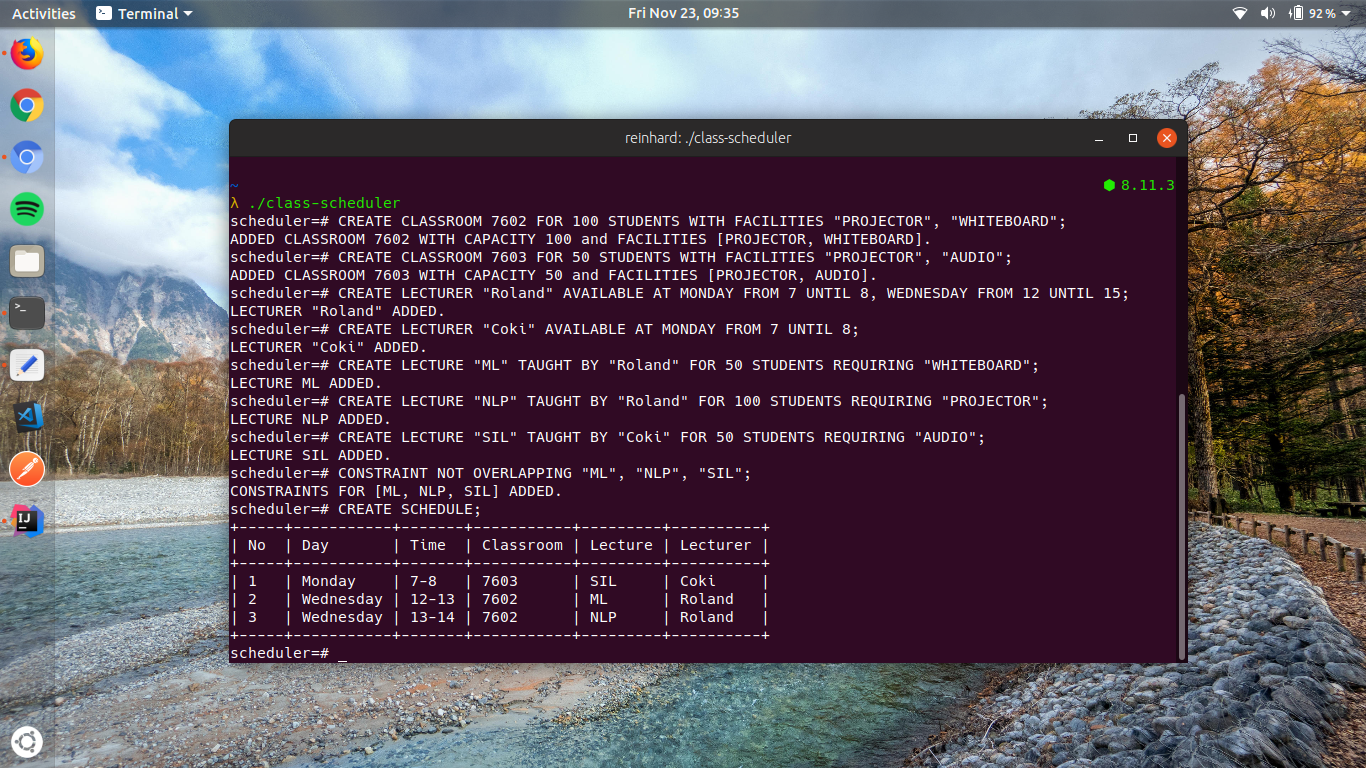 Activities Terminal Fri Nov 23, 09:35 92%
reinhard: ./class-scheduler
~ 8.11.3
λ ./class-scheduler
scheduler=# CREATE CLASSROOM 7602 FOR 100 STUDENTS WITH FACILITIES "PROJECTOR", "WHITEBOARD";
ADDED CLASSROOM 7602 WITH CAPACITY 100 and FACILITIES [PROJECTOR, WHITEBOARD].
scheduler=# CREATE CLASSROOM 7603 FOR 50 STUDENTS WITH FACILITIES "PROJECTOR", "AUDIO";
ADDED CLASSROOM 7603 WITH CAPACITY 50 and FACILITIES [PROJECTOR, AUDIO].
scheduler=# CREATE LECTURER "Roland" AVAILABLE AT MONDAY FROM 7 UNTIL 8, WEDNESDAY FROM 12 UNTIL 15;
LECTURER "Roland" ADDED.
scheduler=# CREATE LECTURER "Coki" AVAILABLE AT MONDAY FROM 7 UNTIL 8;
LECTURER "Coki" ADDED.
scheduler=# CREATE LECTURE "ML" TAUGHT BY "Roland" FOR 50 STUDENTS REQUIRING "WHITEBOARD";
LECTURE ML ADDED.
scheduler=# CREATE LECTURE "NLP" TAUGHT BY "Roland" FOR 100 STUDENTS REQUIRING "PROJECTOR";
LECTURE NLP ADDED.
scheduler=# CREATE LECTURE "SIL" TAUGHT BY "Coki" FOR 50 STUDENTS REQUIRING "AUDIO";
LECTURE SIL ADDED.
scheduler=# CONSTRAINT NOT OVERLAPPING "ML", "NLP", "SIL";
CONSTRAINTS FOR [ML, NLP, SIL] ADDED.
scheduler=# CREATE SCHEDULE;
+-----+-----------+-------+-----------+---------+----------+
| No  | Day       | Time  | Classroom | Lecture | Lecturer |
+-----+-----------+-------+-----------+---------+----------+
| 1   | Monday    | 7-8   | 7603      | SIL     | Coki     |
| 2   | Wednesday | 12-13 | 7602      | ML      | Roland   |
| 3   | Wednesday | 13-14 | 7602      | NLP     | Roland   |
+-----+-----------+-------+-----------+---------+----------+
scheduler=# _
>_
IJ